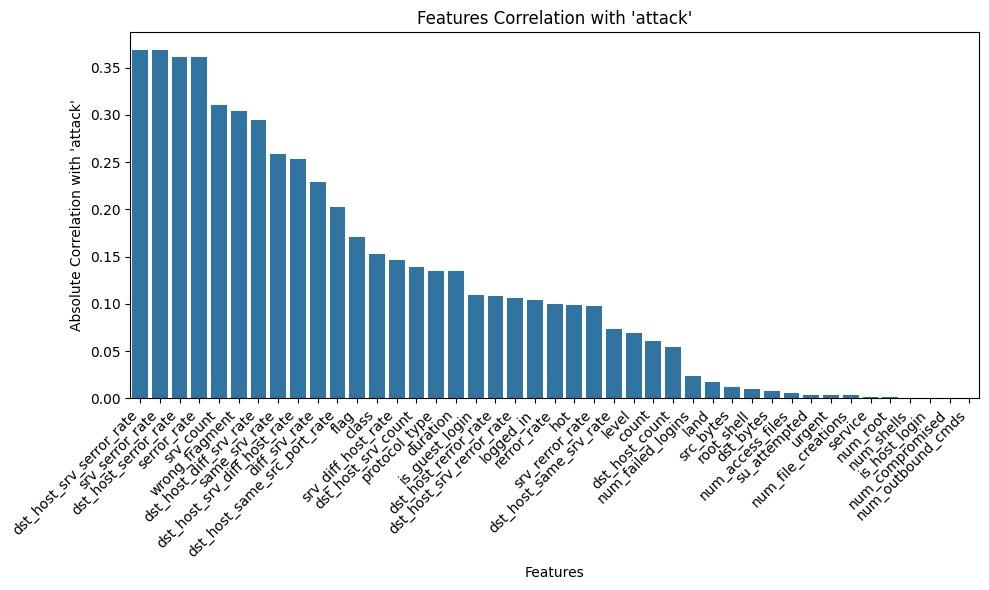 Features Correlation with 'attack'
Absolute Correlation with 'attack'
0.35
0.30
0.25
0.20
0.15
0.10
0.05
0.00
dst_host_srv_serror_rate
srv_serror_rate
dst_host_serror_rate
serror_rate
srv_count
wrong_fragment
dst_host_diff_srv_rate
same_srv_rate
dst_host_srv_diff_host_rate
diff_srv_rate
dst_host_same_src_port_rate
flag
class
srv_diff_host_rate
dst_host_srv_count
protocol_type
duration
is_guest_login
dst_host_rerror_rate
dst_host_srv_rerror_rate
logged_in
rerror_rate
hot
srv_rerror_rate
dst_host_same_srv_rate
level
count
dst_host_count
num_failed_logins
land
src_bytes
root_shell
dst_bytes
num_access_files
su_attempted
urgent
num_file_creations
service
num_root
num_shells
is_host_login
num_compromised
num_outbound_cmds
Features